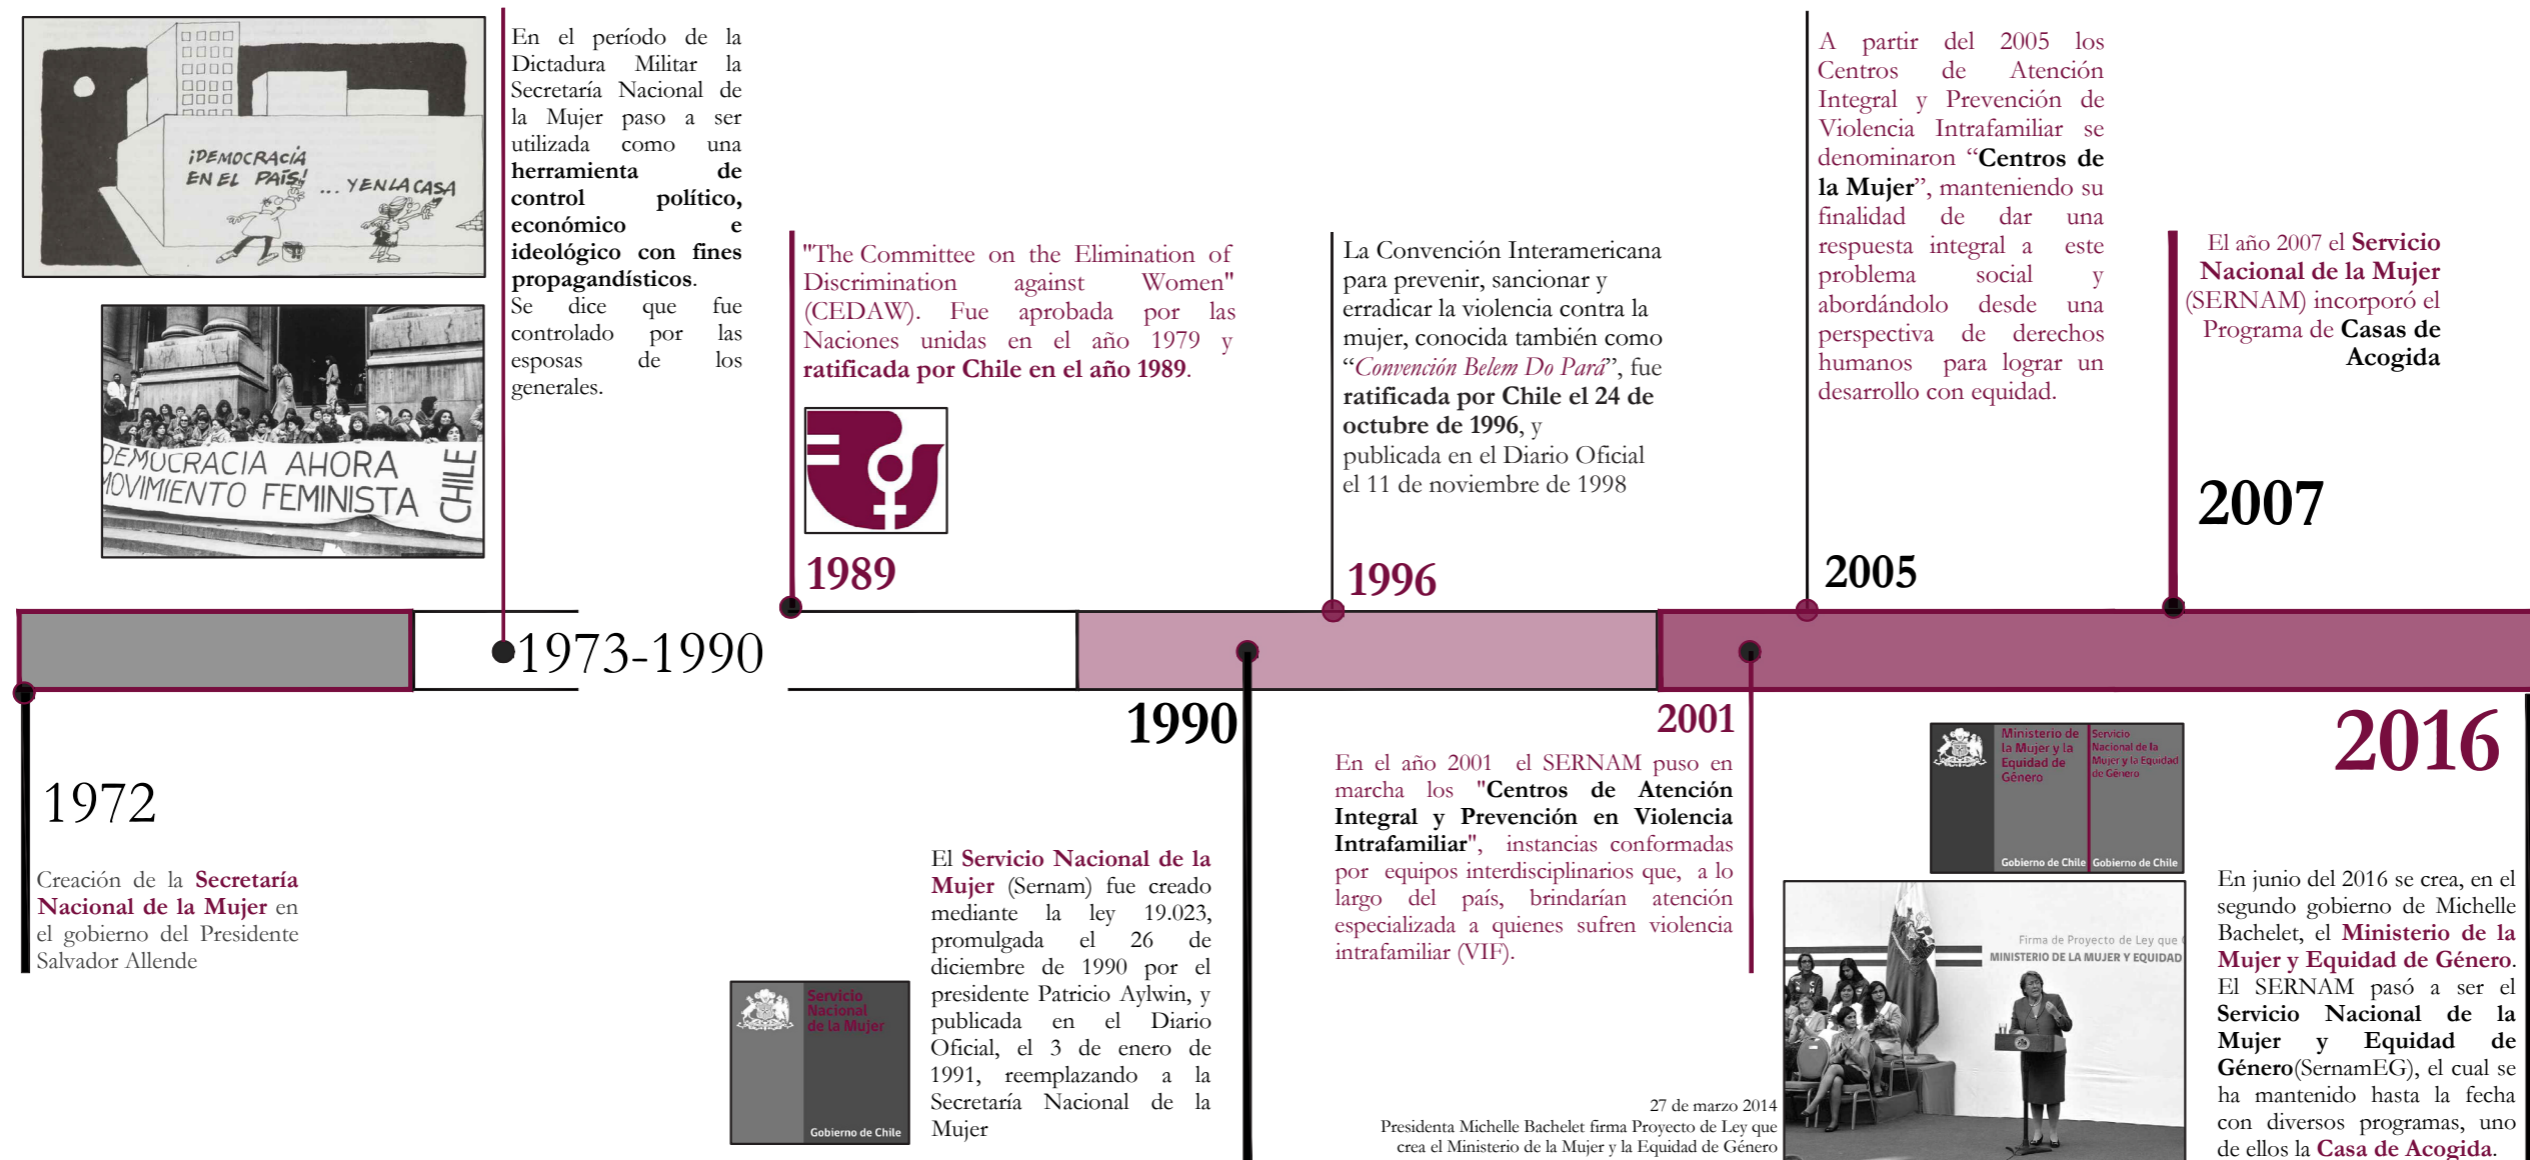 ¡DEMOCRACIA
EN EL PAÍS!
... Y EN LA CASA
DEMOCRACIA AHORA
MOVIMIENTO FEMINISTA
CHILE
En el período de la
Dictadura Militar la
Secretaría Nacional de
la Mujer paso a ser
utilizada como una
herramienta de
control político,
económico e
ideológico con fines
propagandísticos.
Se dice que fue
controlado por las
esposas de los
generales.
"The Committee on the Elimination of
Discrimination against Women"
(CEDAW). Fue aprobada por las
Naciones unidas en el año 1979 y
ratificada por Chile en el año 1989.
1989
La Convención Interamericana
para prevenir, sancionar y
erradicar la violencia contra la
mujer, conocida también como
“Convención Belem Do Pará”, fue
ratificada por Chile el 24 de
octubre de 1996, y
publicada en el Diario Oficial
el 11 de noviembre de 1998
1996
A partir del 2005 los
Centros de Atención
Integral y Prevención de
Violencia Intrafamiliar se
denominaron “Centros de
la Mujer”, manteniendo su
finalidad de dar una
respuesta integral a este
problema social y
abordándolo desde una
perspectiva de derechos
humanos para lograr un
desarrollo con equidad.
2005
El año 2007 el Servicio
Nacional de la Mujer
(SERNAM) incorporó el
Programa de Casas de
Acogida
2007
1973-1990
1972
Creación de la Secretaría
Nacional de la Mujer en
el gobierno del Presidente
Salvador Allende
1990
Servicio
Nacional
de la Mujer
Gobierno de Chile
El Servicio Nacional de la
Mujer (Sernam) fue creado
mediante la ley 19.023,
promulgada el 26 de
diciembre de 1990 por el
presidente Patricio Aylwin, y
publicada en el Diario
Oficial, el 3 de enero de
1991, reemplazando a la
Secretaría Nacional de la
Mujer
2001
En el año 2001 el SERNAM puso en
marcha los "Centros de Atención
Integral y Prevención en Violencia
Intrafamiliar", instancias conformadas
por equipos interdisciplinarios que, a lo
largo del país, brindarían atención
especializada a quienes sufren violencia
intrafamiliar (VIF).
27 de marzo 2014
Presidenta Michelle Bachelet firma Proyecto de Ley que
crea el Ministerio de la Mujer y la Equidad de Género
Ministerio de
la Mujer y la
Equidad de
Género
Gobierno de Chile
Servicio
Nacional de la
Mujer y la Equidad
de Género
Gobierno de Chile
Firma de Proyecto de Ley que
MINISTERIO DE LA MUJER Y EQUIDAD
2016
En junio del 2016 se crea, en el
segundo gobierno de Michelle
Bachelet, el Ministerio de la
Mujer y Equidad de Género.
El SERNAM pasó a ser el
Servicio Nacional de la
Mujer y Equidad de
Género(SernamEG), el cual se
ha mantenido hasta la fecha
con diversos programas, uno
de ellos la Casa de Acogida.